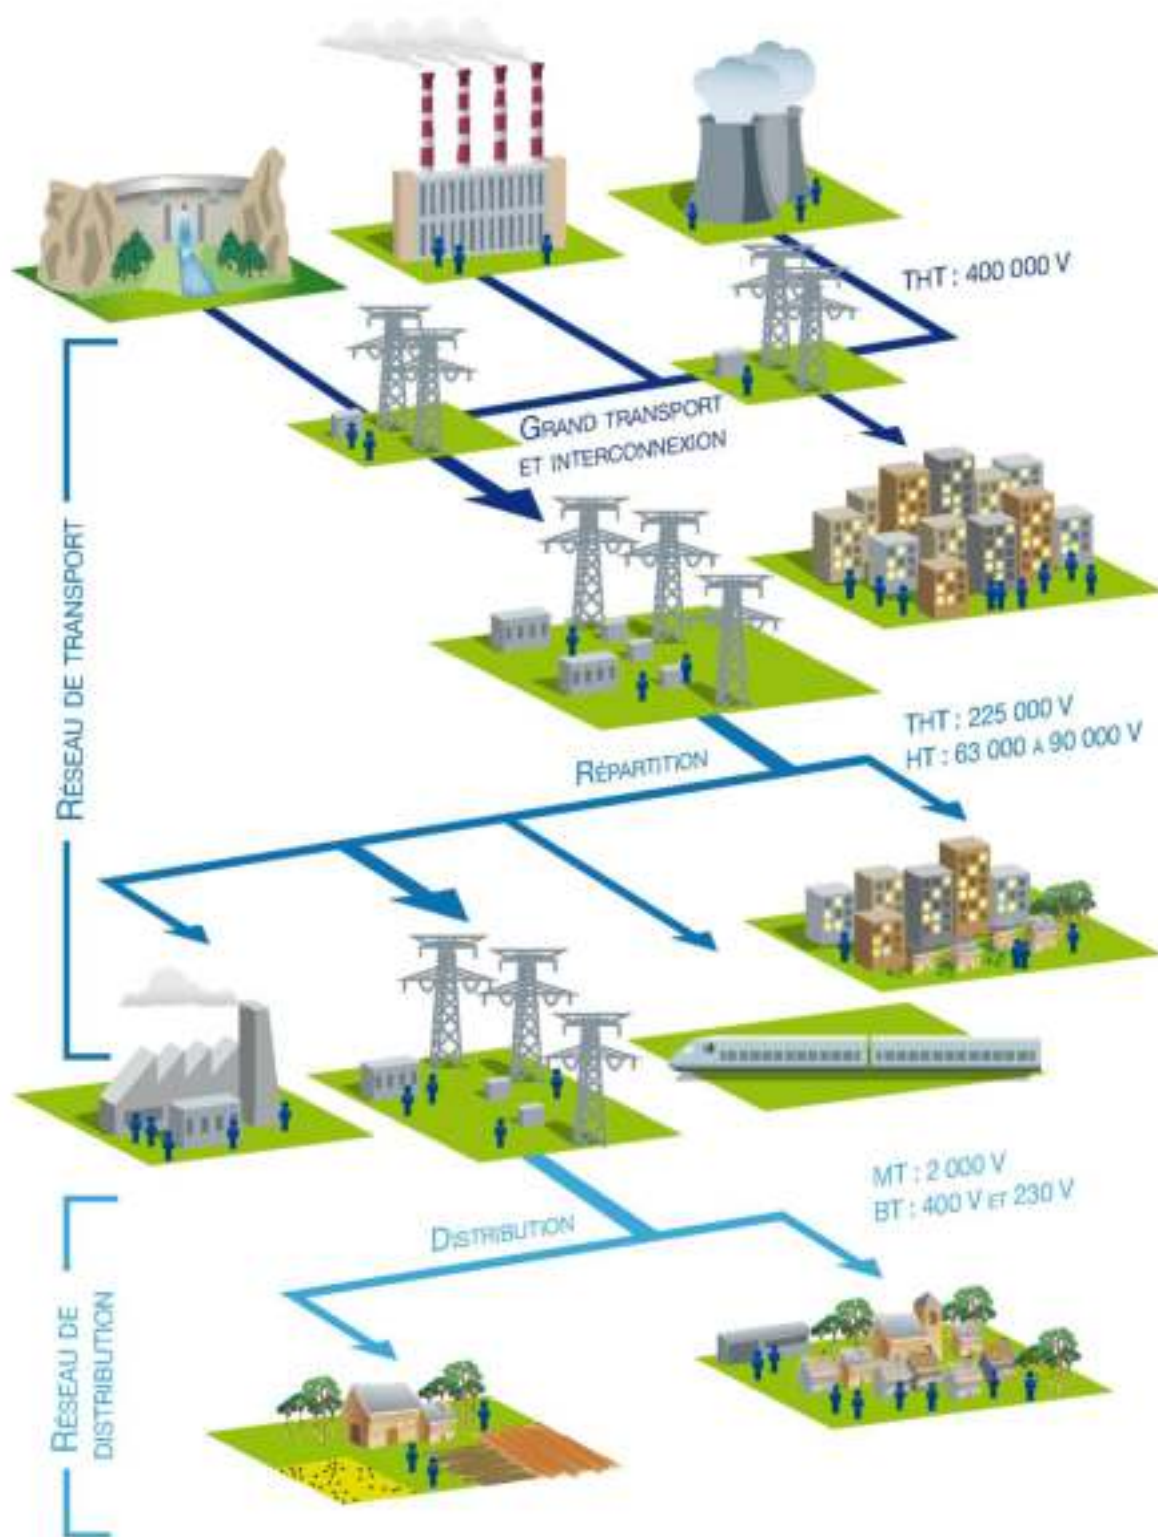 THT : 400 000 V
GRAND TRANSPORT
ET INTERCONNEXION
RÉSEAU DE TRANSPORT
THT : 225 000 V
HT : 63 000 À 90 000 V
RÉPARTITION
MT : 2 000 V
BT : 400 V ET 230 V
DISTRIBUTION
RÉSEAU DE
DISTRIBUTION